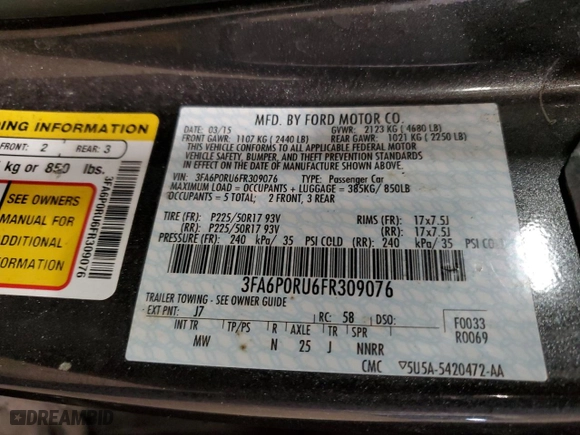 DING INFORMATION
FRONT: 2 REAR: 3
kg or 850 lbs.
SEE OWNERS
MANUAL FOR
ADDITIONAL
INFORMATION
3FA6P0RU6FR309076
MFD. BY FORD MOTOR CO.
DATE: 03/15 GVWR: 2123 KG ( 4680 LB)
FRONT GAWR: 1107 KG ( 2440 LB) REAR GAWR: 1021 KG ( 2250 LB)
THIS VEHICLE CONFORMS TO ALL APPLICABLE FEDERAL MOTOR
VEHICLE SAFETY, BUMPER, AND THEFT PREVENTION STANDARDS
IN EFFECT ON THE DATE OF MANUFACTURE SHOWN ABOVE.
VIN: 3FA6P0RU6FR309076 TYPE: Passenger Car
MAXIMUM LOAD = OCCUPANTS + LUGGAGE = 385KG/850LB
OCCUPANTS = 5 TOTAL; 2 FRONT, 3 REAR
TIRE (FR): P225/50R17 93V RIMS (FR): 17x7.5J
(RR): P225/50R17 93V (RR): 17x7.5J
PRESSURE (FR): 240 kPa/ 35 PSI COLD (RR): 240 kPa/ 35 PSI CO
3FA6P0RU6FR309076
TRAILER TOWING - SEE OWNER GUIDE
EXT PNT: J7 RC: 58 DSO: F0033
R0069
INT TR TP/PS R AXLE TR SPR
MW N 25 J NNRR
CMC 5U5A-5420472-AA
DREAMBID